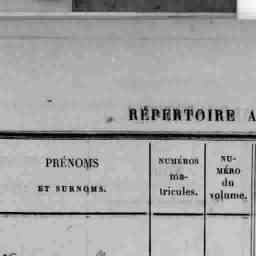 RÉPERTOIRE A
PRÉNOMS
ET SURNOMS.
NUMÉROS
ma-
tricules.
NU-
MÉRO
du
volume.